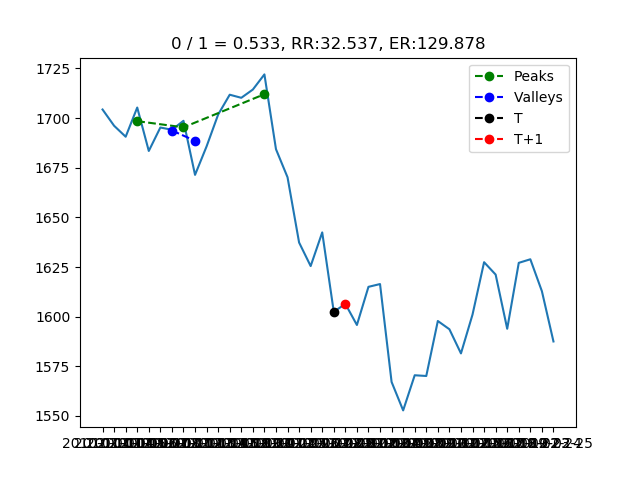 0 / 1 = 0.533, RR:32.537, ER:129.878
1725
1700
1675
1650
1625
1600
1575
1550
Peaks
Valleys
T
T+1